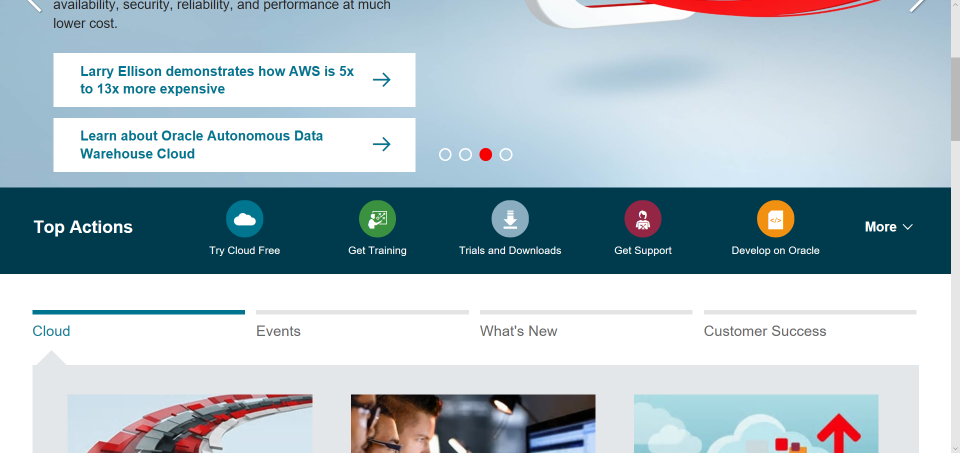 availability, security, reliability, and performance at much
lower cost.
Larry Ellison demonstrates how AWS is 5x
to 13x more expensive
Learn about Oracle Autonomous Data
Warehouse Cloud
Top Actions
Try Cloud Free
Get Training
Trials and Downloads
Get Support
Develop on Oracle
More
Cloud
Events
What's New
Customer Success